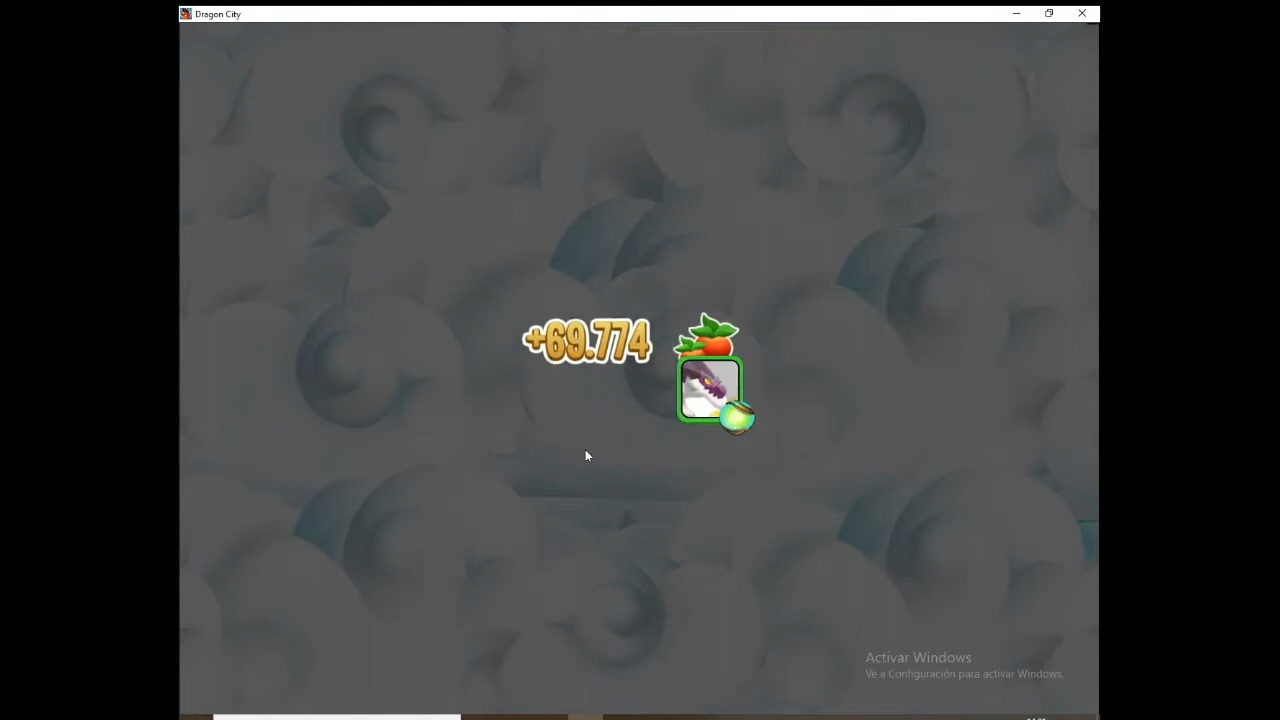 Dragon City
+69.774
Activar Windows
Ve a Configuración para activar Windows.